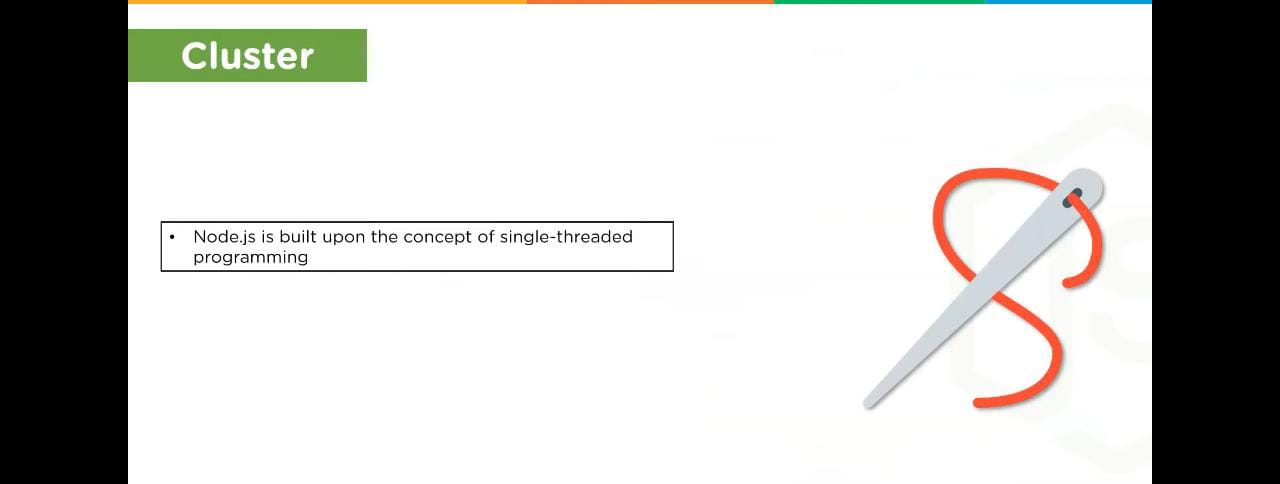 Cluster
• Node.js is built upon the concept of single-threaded
programming